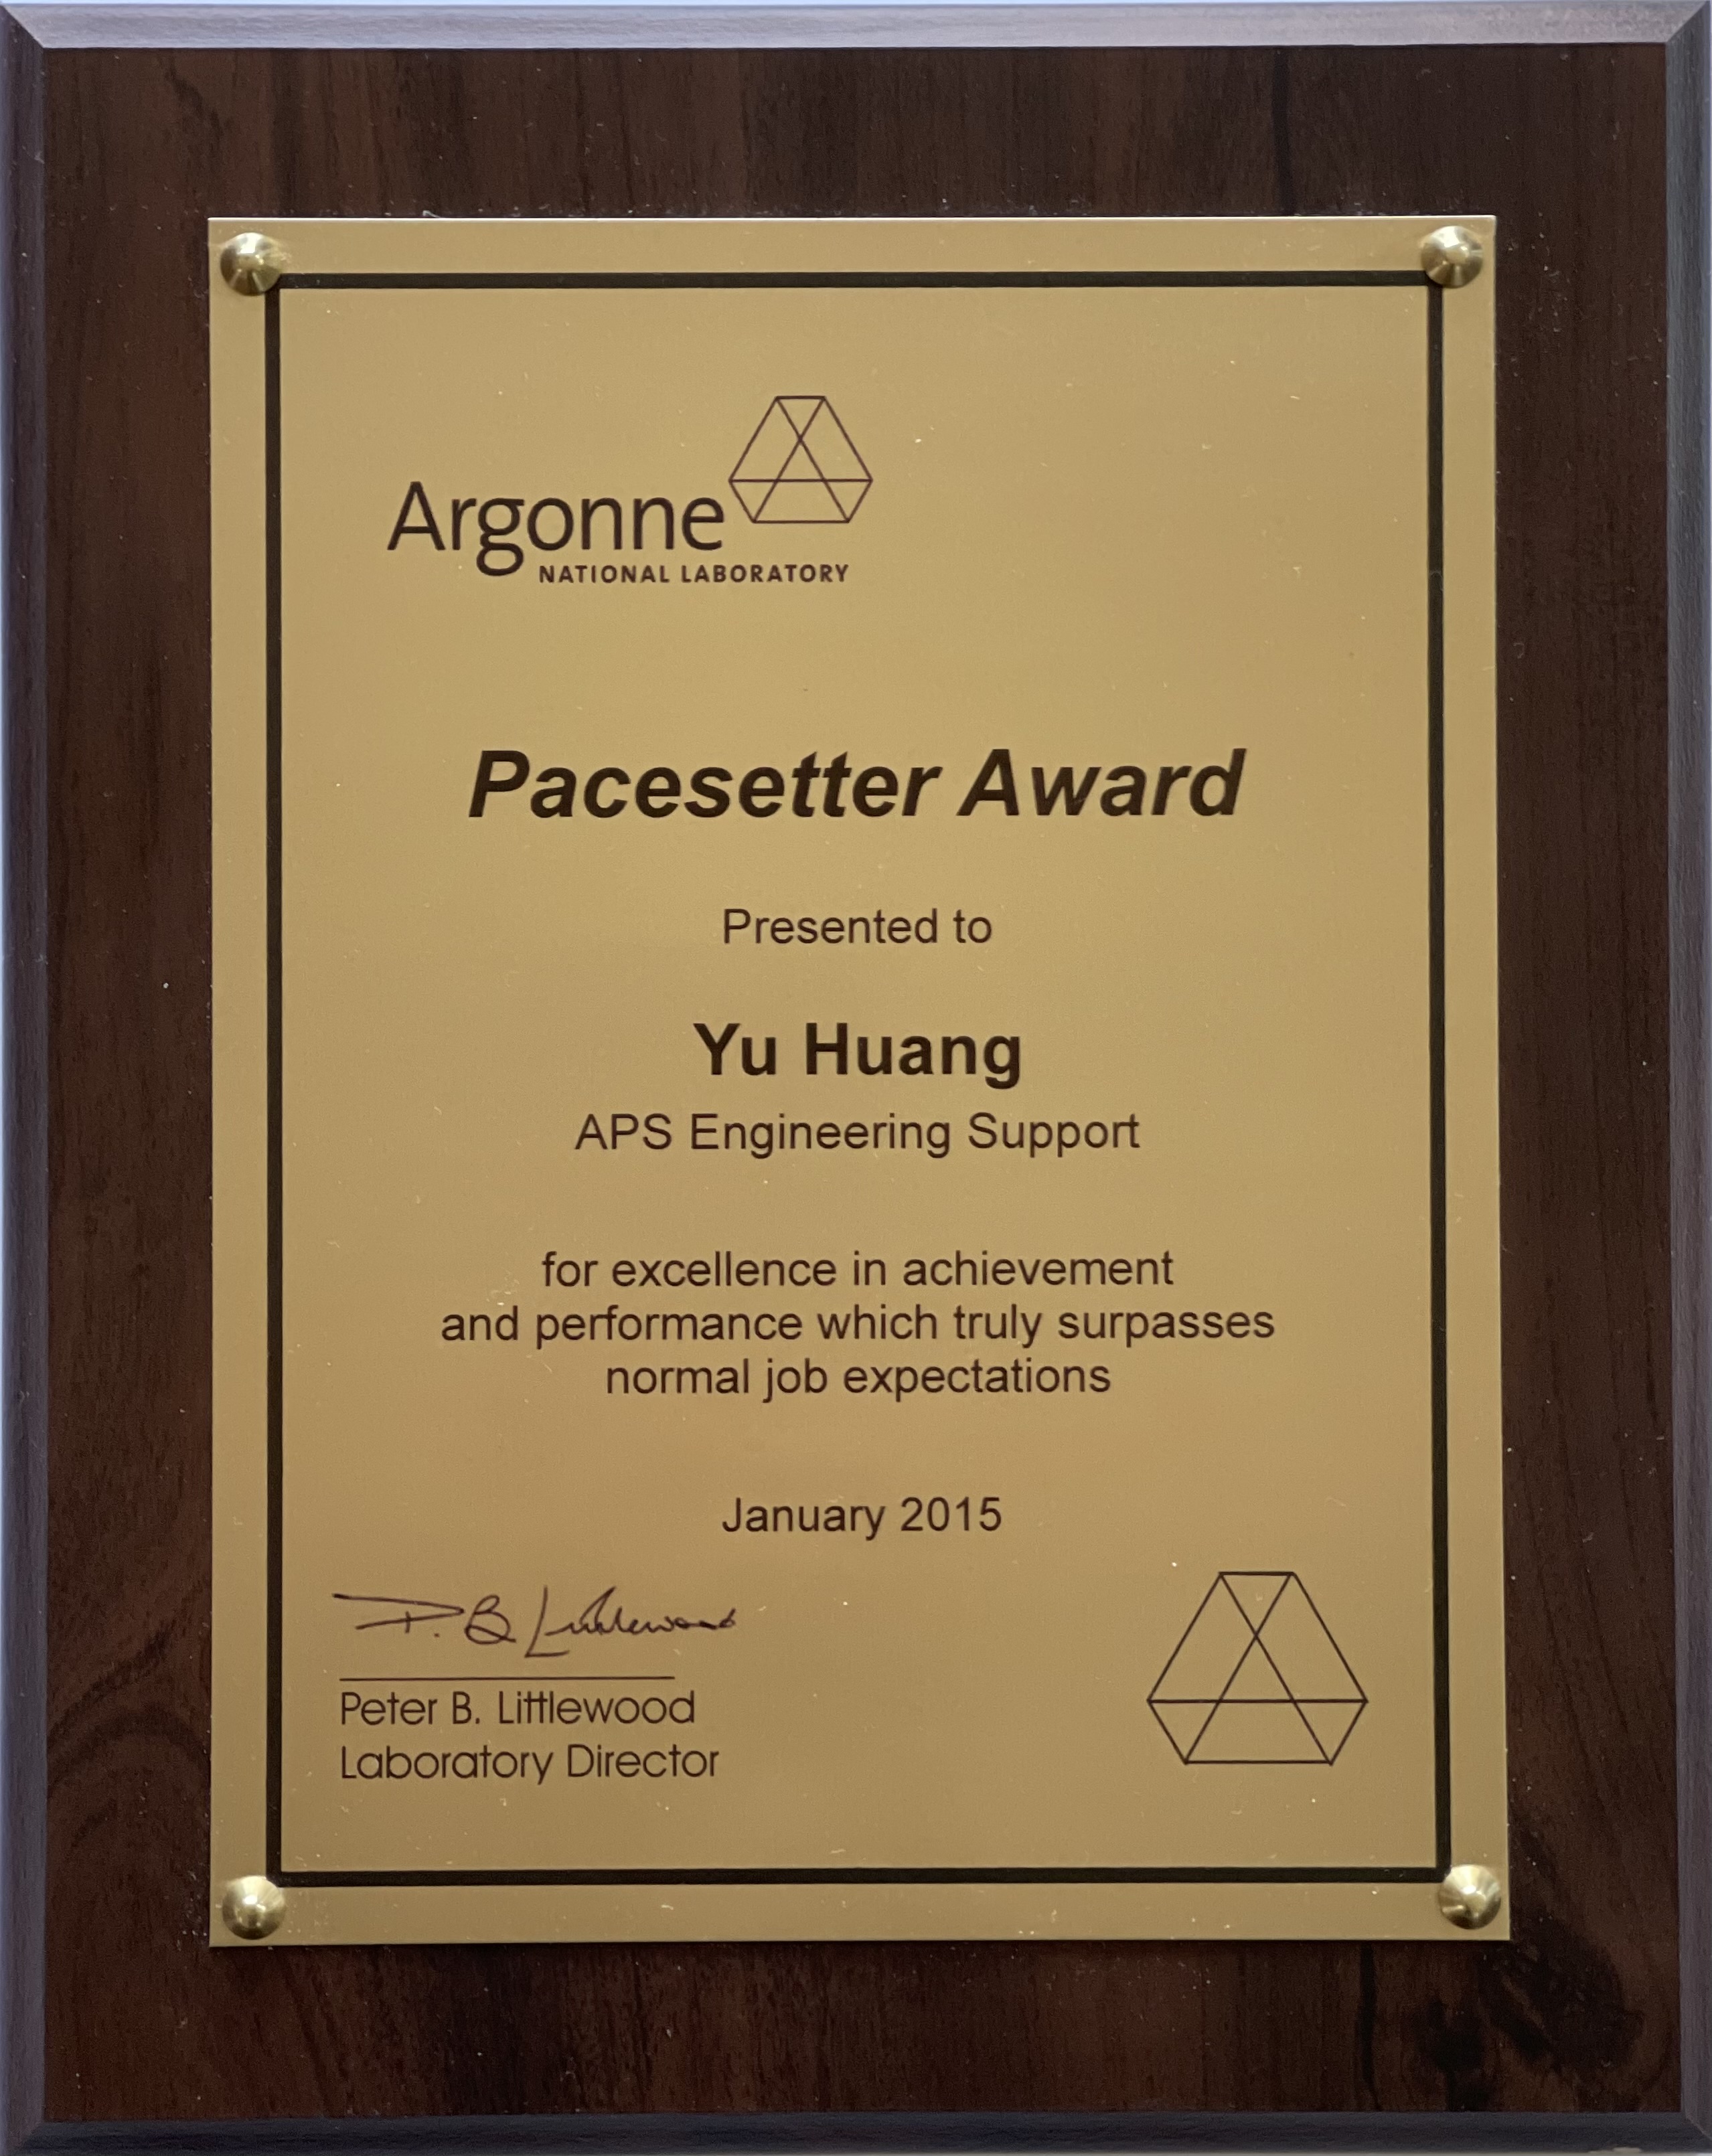 Argonne
NATIONAL LABORATORY
Pacesetter Award
Presented to
Yu Huang
APS Engineering Support
for excellence in achievement
and performance which truly surpasses
normal job expectations
January 2015
P. B. Littlewood
Peter B. Littlewood
Laboratory Director